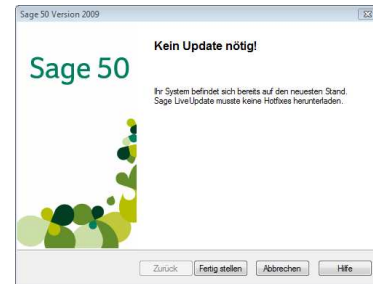 Sage 50 Version 2009
Kein Update nötig!
Sage 50
Ihr System befindet sich bereits auf den neuesten Stand.
Sage LiveUpdate musste keine Hotfixes herunterladen.
Zurück Fertig stellen Abbrechen Hilfe